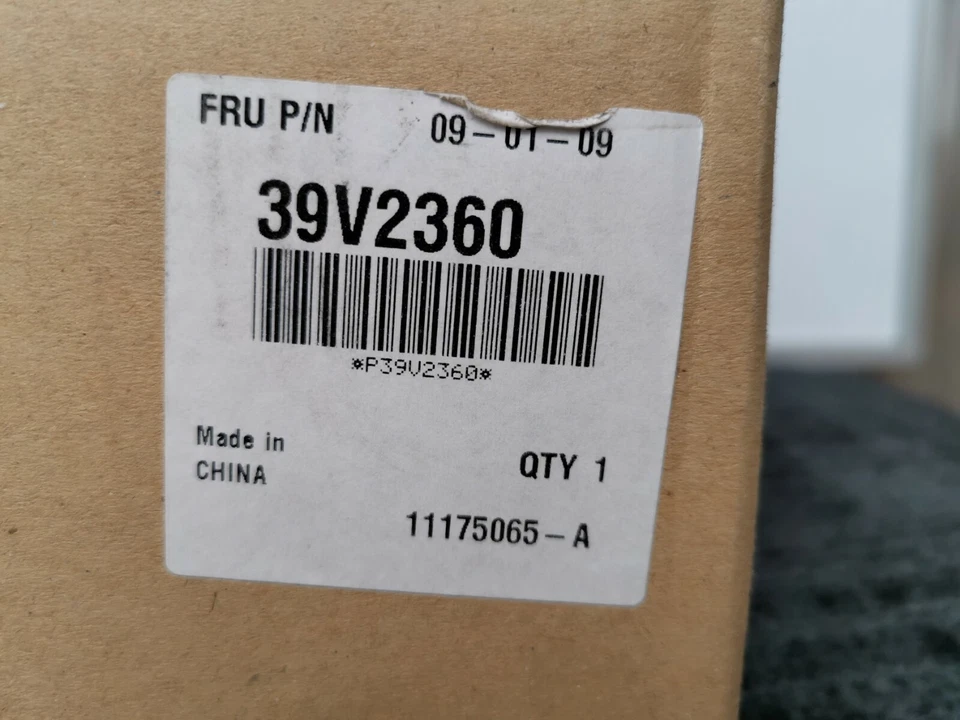 FRU P/N 09-01-09
39V2360
*P39V2360*
Made in
CHINA
QTY 1
11175065-A